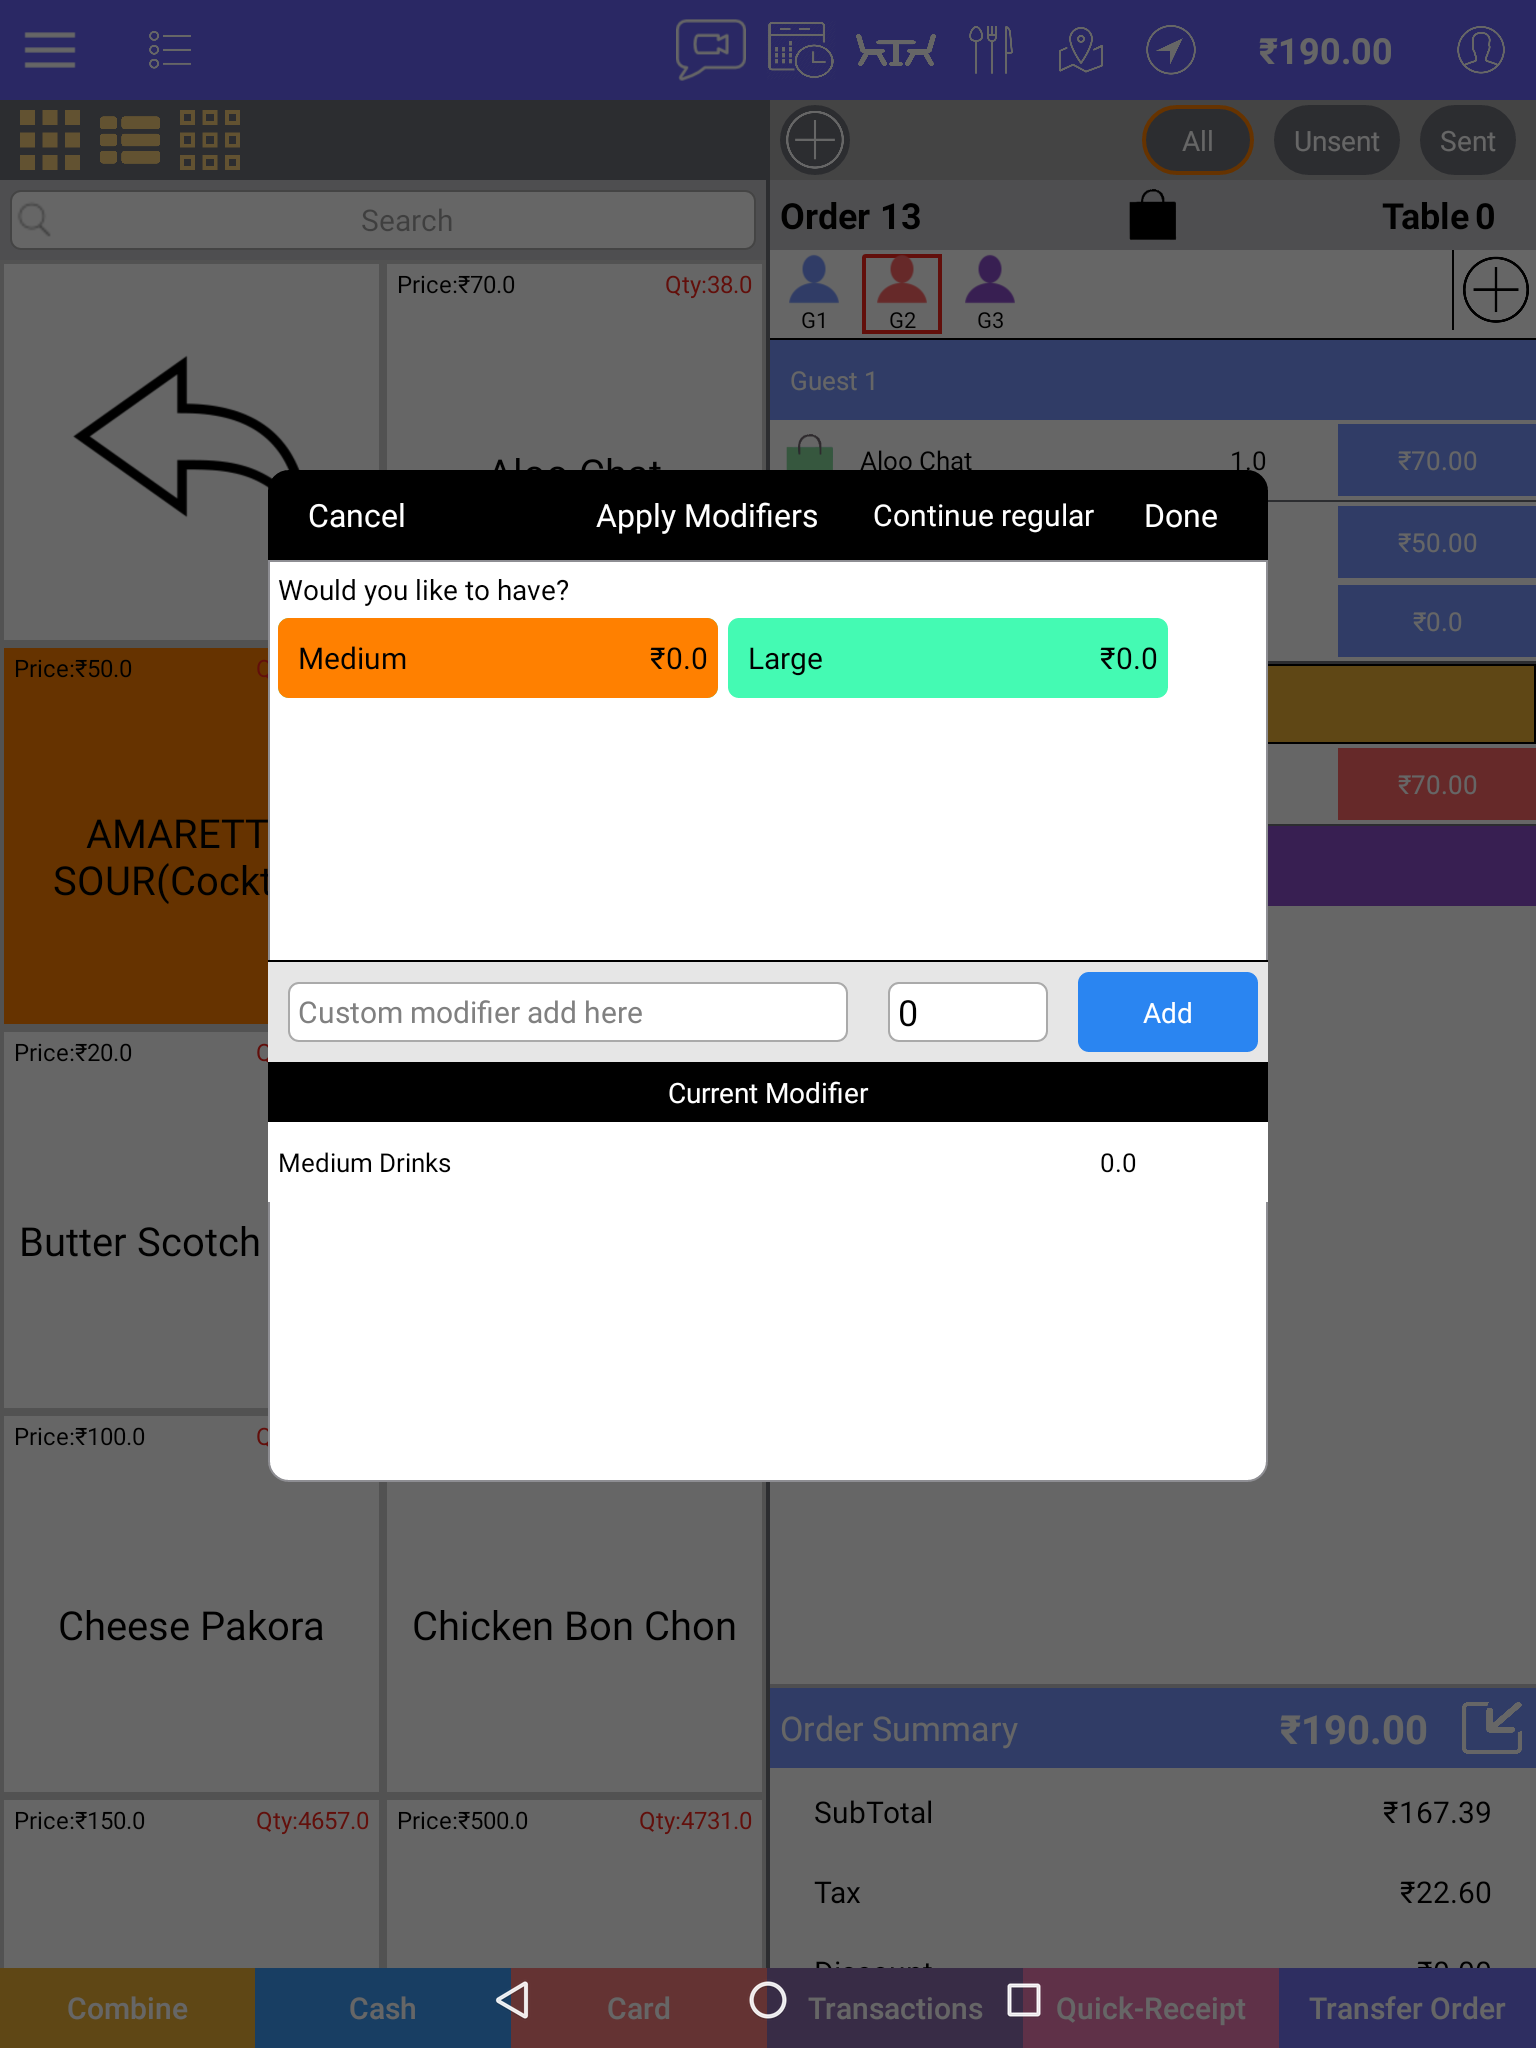 ₹190.00
All
Unsent
Sent
Search
Order 13
Table 0
G1
G2
G3
Guest 1
Price:₹70.0
Qty:38.0
Aloo Chat
Aloo Chat
1.0
₹70.00
₹50.00
₹0.0
₹70.00
Cancel
Apply Modifiers
Continue regular
Done
Would you like to have?
Medium
₹0.0
Large
₹0.0
Custom modifier add here
0
Add
Current Modifier
Medium Drinks
0.0
Price:₹50.0
AMARETT
SOUR(Cockt
Price:₹20.0
Butter Scotch
Price:₹100.0
Cheese Pakora
Chicken Bon Chon
Price:₹150.0
Qty:4657.0
Price:₹500.0
Qty:4731.0
Order Summary
₹190.00
SubTotal
₹167.39
Tax
₹22.60
Combine
Cash
Card
Transactions
Quick-Receipt
Transfer Order